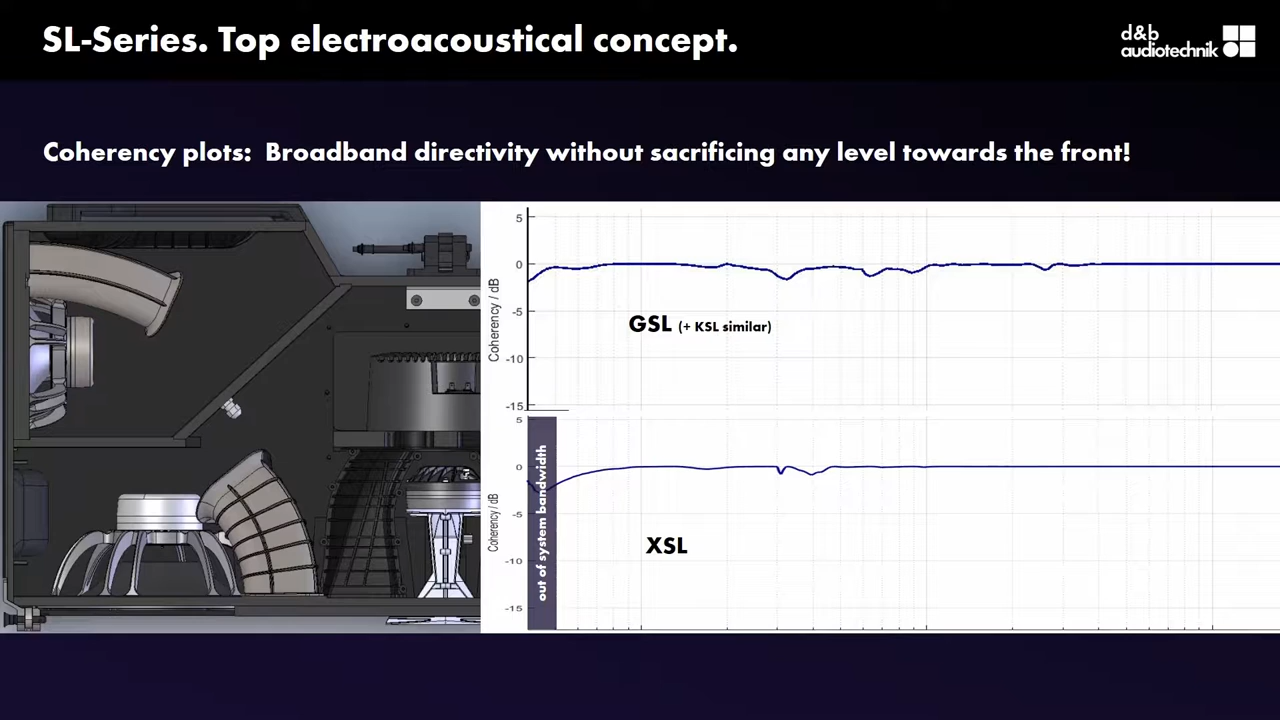 SL-Series. Top electroacoustical concept.
d&b
audiotechnik
Coherency plots:  Broadband directivity without sacrificing any level towards the front!
5
0
-5
-10
-15
Coherency / dB
GSL (+ KSL similar)
5
0
-5
-10
-15
Coherency / dB
out of system bandwidth
XSL